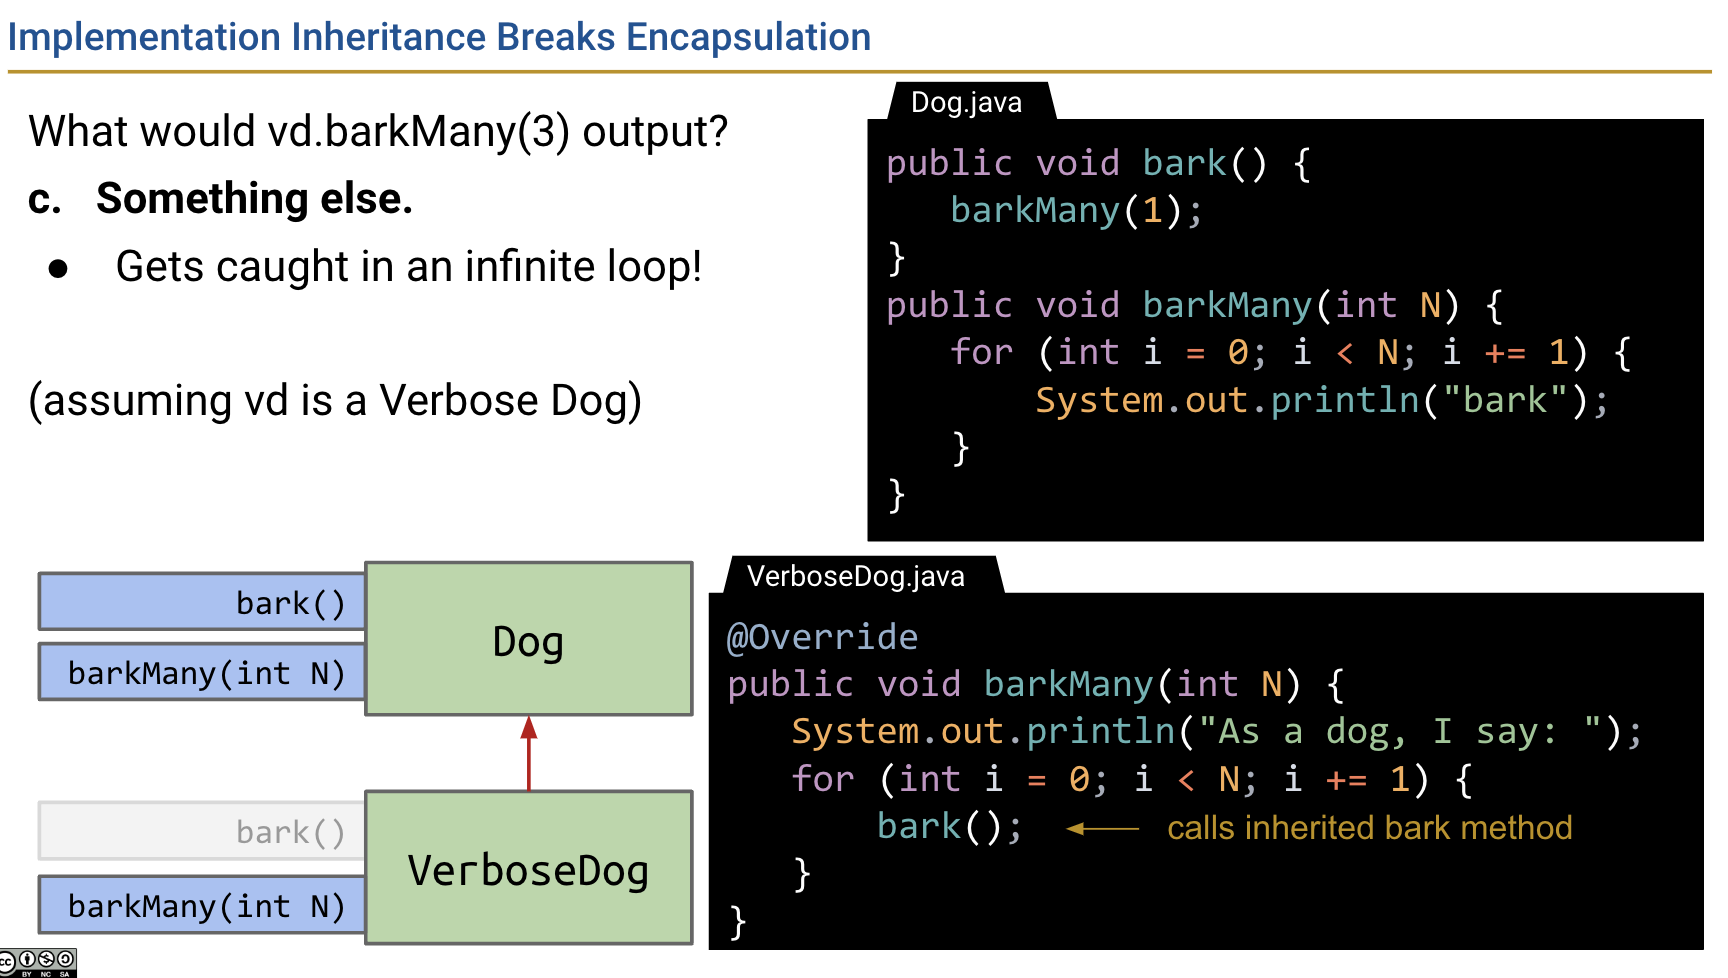 Implementation Inheritance Breaks Encapsulation
What would vd.barkMany(3) output?
c. Something else.
● Gets caught in an infinite loop!
(assuming vd is a Verbose Dog)
Dog.java
public void bark() {
barkMany(1);
}
public void barkMany(int N) {
for (int i = 0; i < N; i += 1) {
System.out.println("bark");
}
}
bark()
barkMany(int N)
Dog
bark()
barkMany(int N)
VerboseDog
VerboseDog.java
@Override
public void barkMany(int N) {
System.out.println("As a dog, I say: ");
for (int i = 0; i < N; i += 1) {
bark(); calls inherited bark method
}
}
cc
BY NC SA